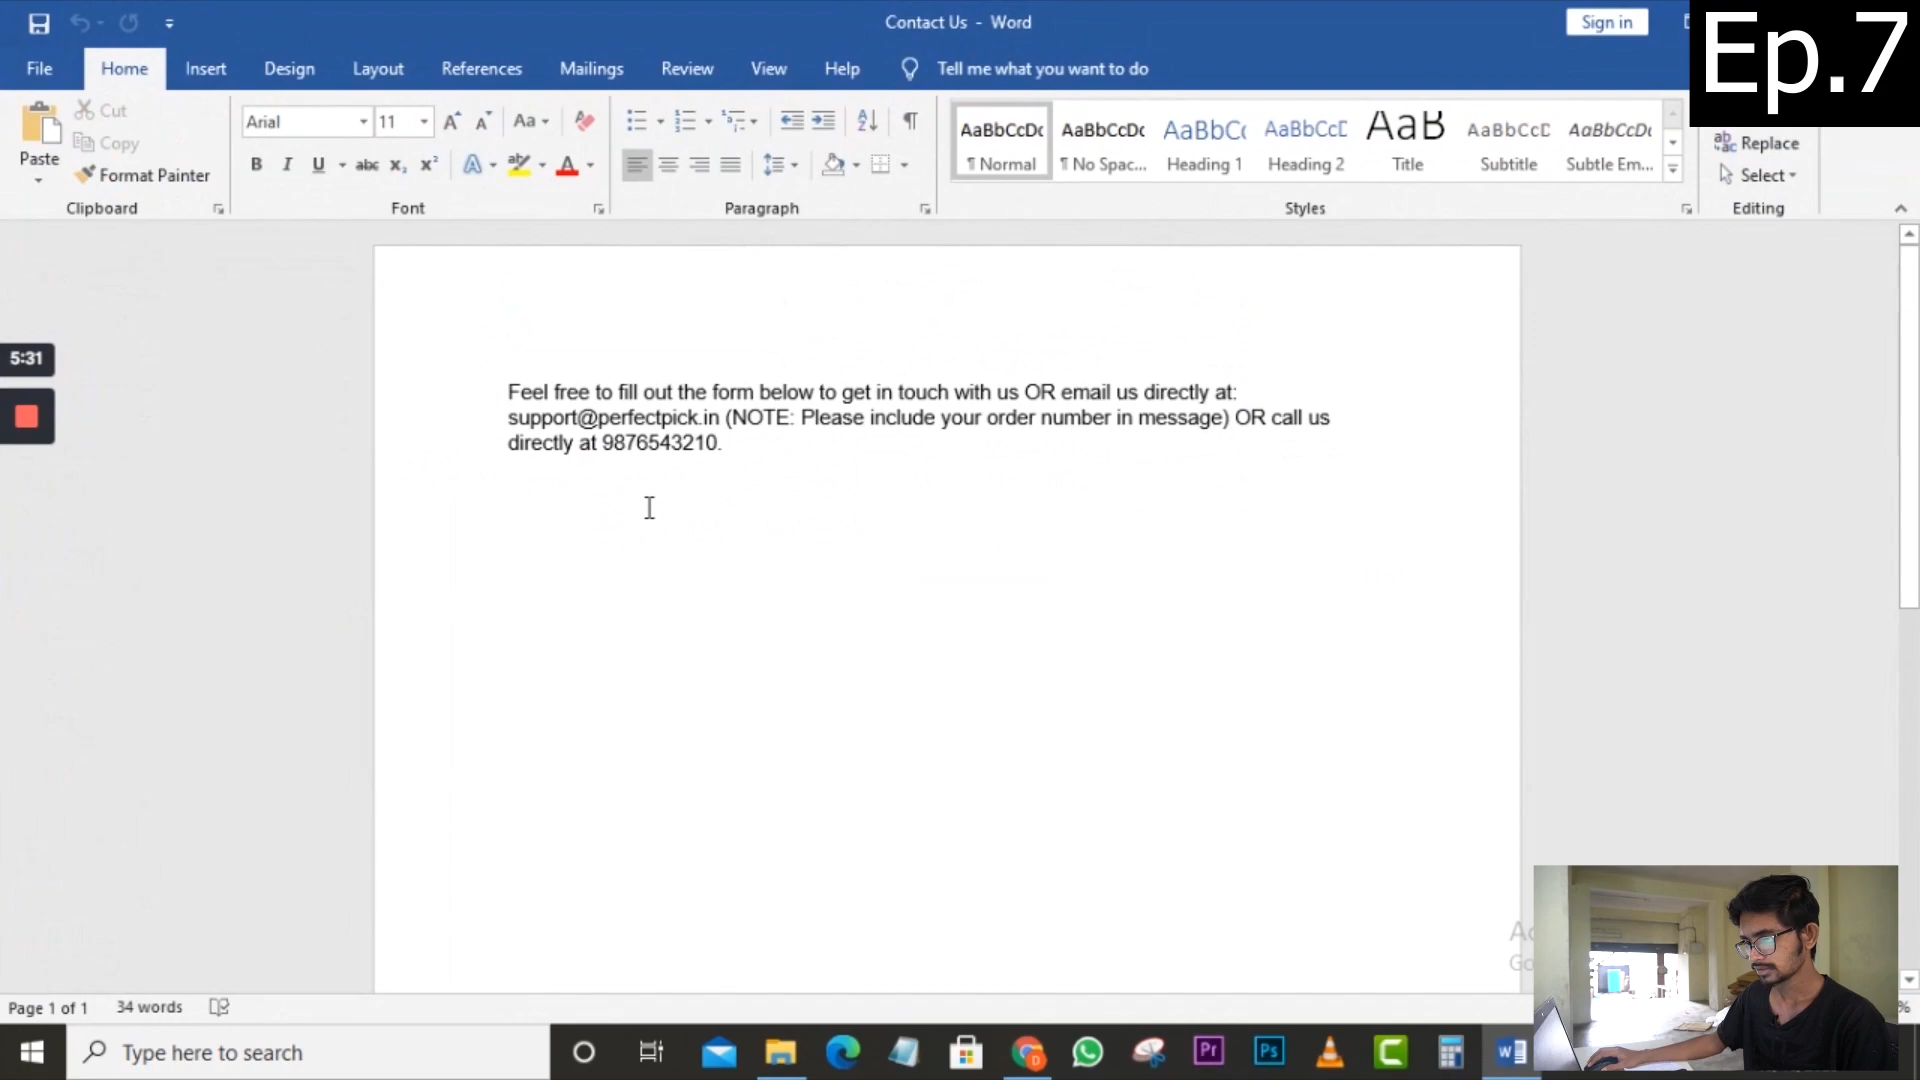 Contact Us - Word
Sign in
Ep.7
File Home Insert Design Layout References Mailings Review View Help Tell me what you want to do
Paste
Cut
Copy
Format Painter
Clipboard
Arial 11
Font
Paragraph
AaBbCcDc AaBbCcDc AaBbC AaBbCcD AaB AaBbCcD AaBbCcDc
¶ Normal ¶ No Spac... Heading 1 Heading 2 Title Subtitle Subtle Em...
Styles
Replace
Select
Editing
5:31
Feel free to fill out the form below to get in touch with us OR email us directly at:
support@perfectpick.in (NOTE: Please include your order number in message) OR call us
directly at 9876543210.
Page 1 of 1 34 words
Type here to search
Pr
Ps